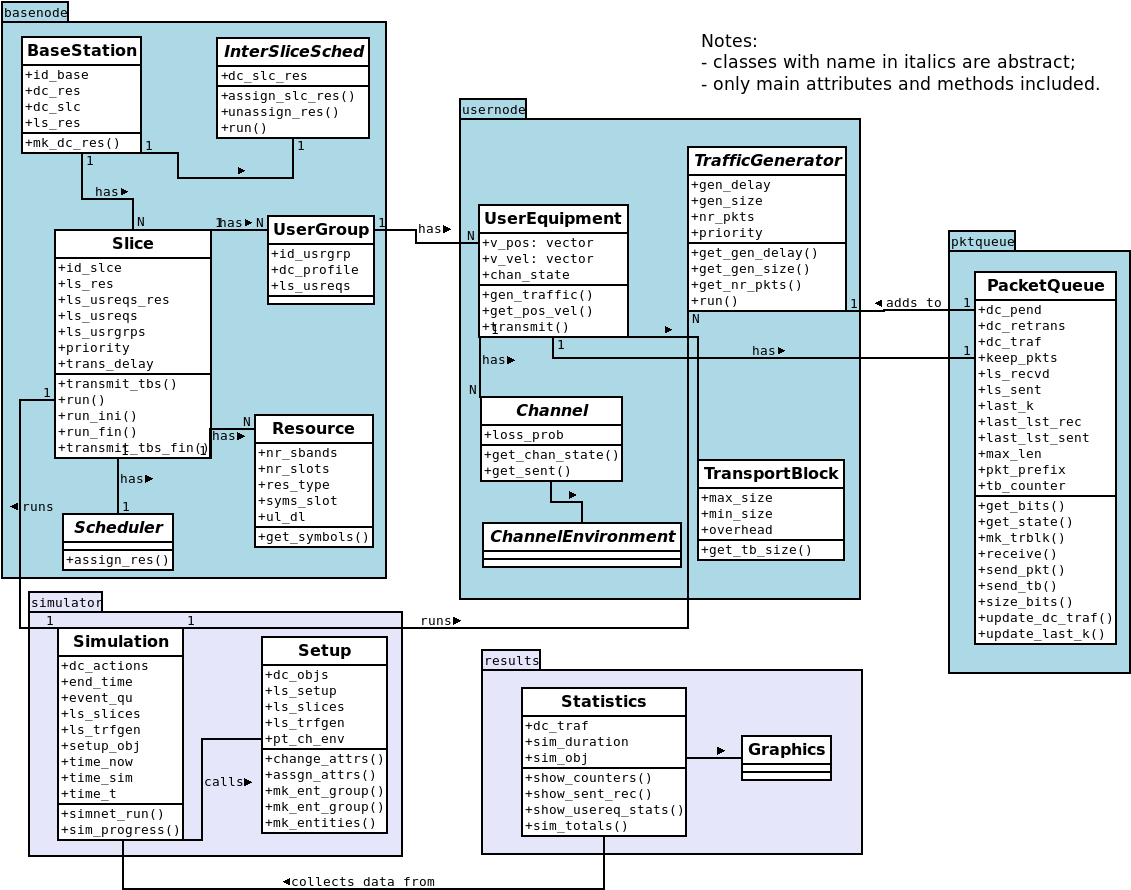 basenode
BaseStation
+id_base
+dc_res
+dc_slc
+ls_res
+mk_dc_res()
1
1
InterSliceSched
+dc_slc_res
+assign_slc_res()
+unassign_res()
+run()
1
Notes:
- classes with name in italics are abstract;
- only main attributes and methods included.
has
N
Slice
+id_slce
+ls_res
+ls_usreqs_res
+ls_usreqs
+ls_usrgrps
+priority
+trans_delay
+transmit_tbs()
+run()
+run_ini()
+run_fin()
+transmit_tbs_fin()
1
has
N
UserGroup
+id_usrgrp
+dc_profile
+ls_usreqs
1
has
N
1
1
has
N
Resource
+nr_sbands
+nr_slots
+res_type
+syms_slot
+ul_dl
+get_symbols()
1
has
1
Scheduler
+assign_res()
runs
usernode
UserEquipment
+v_pos: vector
+v_vel: vector
+chan_state
+gen_traffic()
+get_pos_vel()
+transmit()
1
1
has
N
TrafficGenerator
+gen_delay
+gen_size
+nr_pkts
+priority
+get_gen_delay()
+get_gen_size()
+get_nr_pkts()
+run()
N
1
adds to
1
has
1
Channel
+loss_prob
+get_chan_state()
+get_sent()
ChannelEnvironment
TransportBlock
+max_size
+min_size
+overhead
+get_tb_size()
pktqueue
PacketQueue
+dc_pend
+dc_retrans
+dc_traf
+keep_pkts
+ls_recvd
+ls_sent
+last_k
+last_lst_rec
+last_lst_sent
+max_len
+pkt_prefix
+tb_counter
+get_bits()
+get_state()
+mk_trblk()
+receive()
+send_pkt()
+send_tb()
+size_bits()
+update_dc_traf()
+update_last_k()
simulator
1
1
runs
Simulation
+dc_actions
+end_time
+event_qu
+ls_slices
+ls_trfgen
+setup_obj
+time_now
+time_sim
+time_t
+simnet_run()
+sim_progress()
calls
Setup
+dc_objs
+ls_setup
+ls_slices
+ls_trfgen
+pt_ch_env
+change_attrs()
+assgn_attrs()
+mk_ent_group()
+mk_ent_group()
+mk_entities()
results
Statistics
+dc_traf
+sim_duration
+sim_obj
+show_counters()
+show_sent_rec()
+show_usereq_stats()
+sim_totals()
Graphics
collects data from